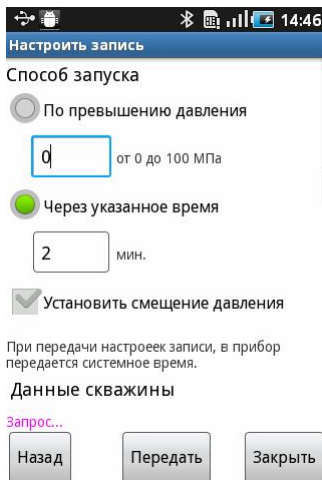 14:46
Настроить запись
Способ запуска
По превышению давления
0 от 0 до 100 МПа
Через указанное время
2 мин.
Установить смещение давления
При передачи настроеек записи, в прибор
передается системное время.
Данные скважины
Запрос...
Назад Передать Закрыть